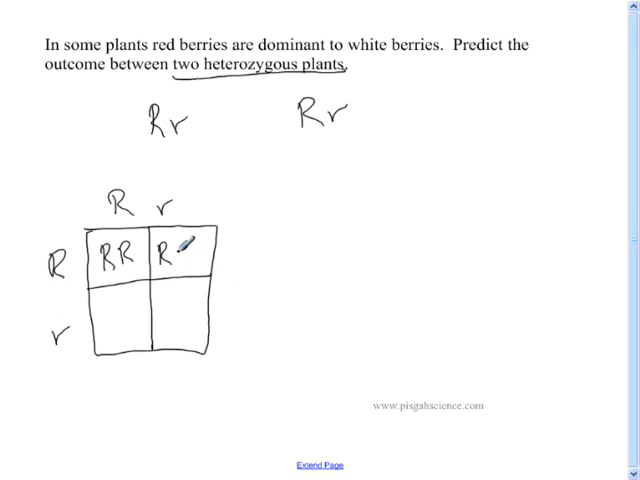 In some plants red berries are dominant to white berries. Predict the
outcome between two heterozygous plants.
Rr Rr
R r
R RR R
r
www.pisgahscience.com
Extend Page